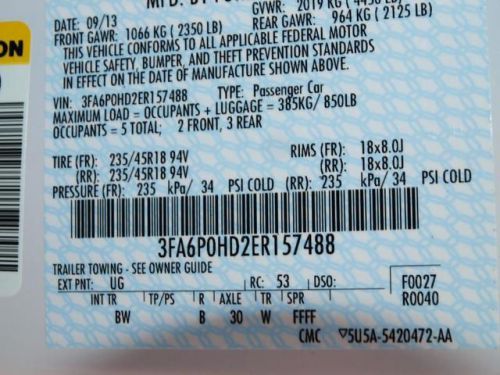 DATE: 09/13
GVWR: 2019 KG
FRONT GAWR: 1066 KG (2350 LB)
REAR GAWR: 964 KG (2125 LB)
THIS VEHICLE CONFORMS TO ALL APPLICABLE FEDERAL MOTOR
VEHICLE SAFETY, BUMPER, AND THEFT PREVENTION STANDARDS
IN EFFECT ON THE DATE OF MANUFACTURE SHOWN ABOVE.
VIN: 3FA6P0HD2ER157488 TYPE: Passenger Car
MAXIMUM LOAD = OCCUPANTS + LUGGAGE = 385KG/ 850LB
OCCUPANTS = 5 TOTAL; 2 FRONT, 3 REAR
TIRE (FR): 235/45R18 94V RIMS (FR): 18x8.0J
(RR): 235/45R18 94V (RR): 18x8.0J
PRESSURE (FR): 235 kPa/ 34 PSI COLD (RR): 235 kPa/ 34 PSI COLD
3FA6P0HD2ER157488
TRAILER TOWING - SEE OWNER GUIDE
EXT PNT: UG RC: 53 DSO: F0027
R0040
INT TR TP/PS R AXLE TR SPR
BW B 30 W FFFF
CMC ▽5U5A-5420472-AA